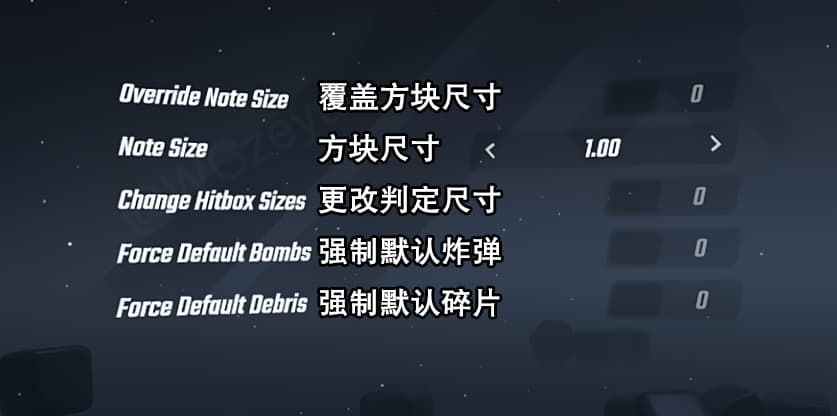 Override Note Size 覆盖方块尺寸 0
Note Size 方块尺寸 < 1.00 >
Change Hitbox Sizes 更改判定尺寸 0
Force Default Bombs 强制默认炸弹 0
Force Default Debris 强制默认碎片 0